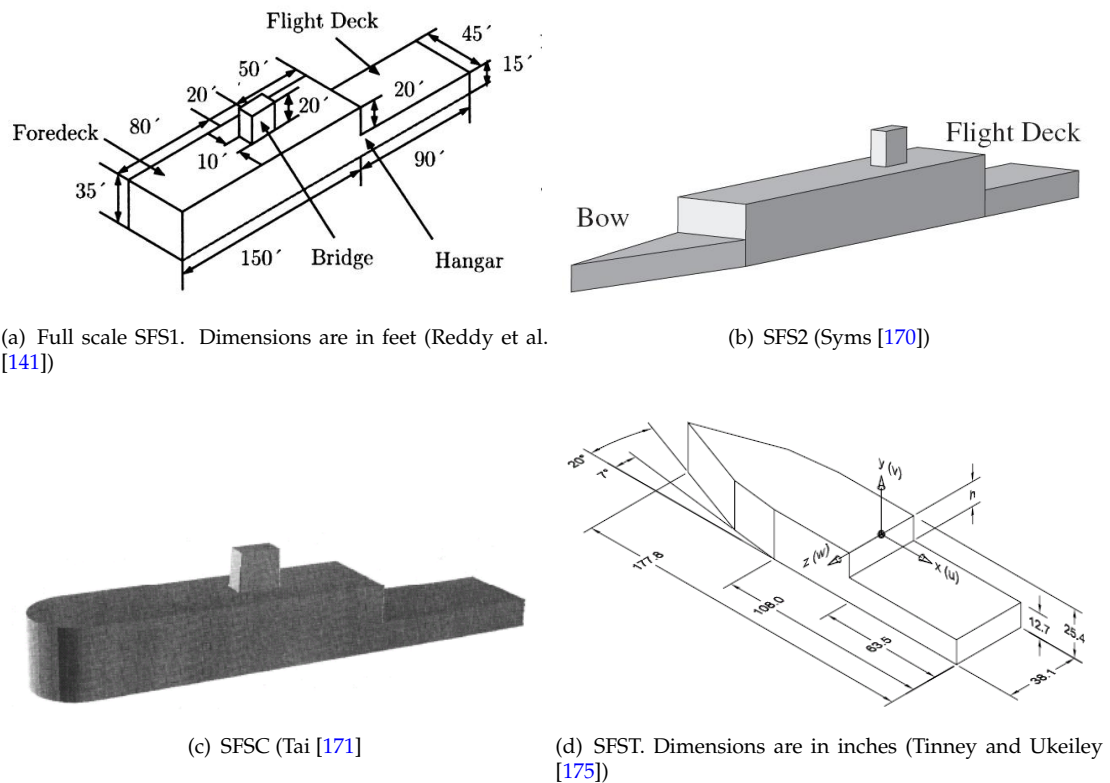 Flight Deck
45´
15´
50´
20´
20´
20´
80´
Foredeck
10´
90´
35´
150´
Bridge
Hangar
Flight Deck
Bow
(a) Full scale SFS1. Dimensions are in feet (Reddy et al.
[141])
(b) SFS2 (Syms [170])
20°
7°
y (v)
h
z (w)
x (u)
177.8
108.0
63.5
12.7
25.4
38.1
(c) SFSC (Tai [171]
(d) SFST. Dimensions are in inches (Tinney and Ukeiley
[175])